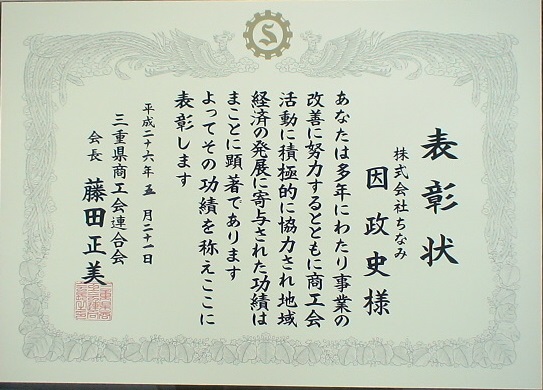 表彰状
株式会社ちなみ
因 政史 様
あなたは多年にわたり事業の
改善に努力するとともに商工会
活動に積極的に協力され地域
経済の発展に寄与された功績は
まことに顕著であります
よってその功績を称えここに
表彰します
平成二十六年 五 月二十一日
三重県商工会連合会
会長 藤田正美